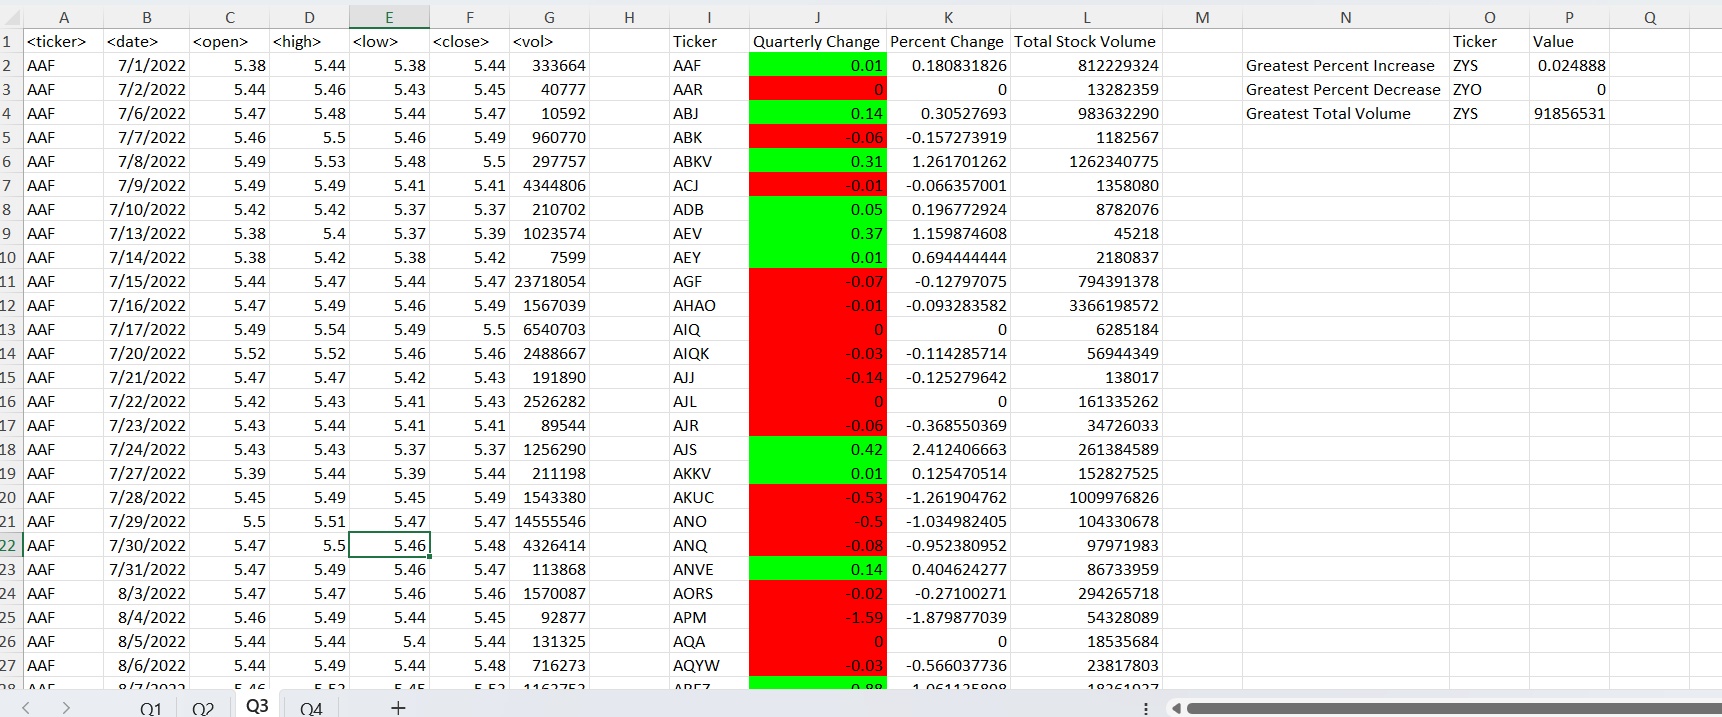 A B C D E F G H I J K L M N O P Q
1 <ticker> <date> <open> <high> <low> <close> <vol> Ticker Quarterly Change Percent Change Total Stock Volume Ticker Value
2 AAF 7/1/2022 5.38 5.44 5.38 5.44 333664 AAF 0.01 0.180831826 812229324 Greatest Percent Increase ZYS 0.024888
3 AAF 7/2/2022 5.44 5.46 5.43 5.45 40777 AAR 0 0 13282359 Greatest Percent Decrease ZYO 0
4 AAF 7/6/2022 5.47 5.48 5.44 5.47 10592 ABJ 0.14 0.30527693 983632290 Greatest Total Volume ZYS 91856531
5 AAF 7/7/2022 5.46 5.5 5.46 5.49 960770 ABK -0.06 -0.157273919 1182567
6 AAF 7/8/2022 5.49 5.53 5.48 5.5 297757 ABKV 0.31 1.261701262 1262340775
7 AAF 7/9/2022 5.49 5.49 5.41 5.41 4344806 ACJ -0.01 -0.066357001 1358080
8 AAF 7/10/2022 5.42 5.42 5.37 5.37 210702 ADB 0.05 0.196772924 8782076
9 AAF 7/13/2022 5.38 5.4 5.37 5.39 1023574 AEV 0.37 1.159874608 45218
10 AAF 7/14/2022 5.38 5.42 5.38 5.42 7599 AEY 0.01 0.694444444 2180837
11 AAF 7/15/2022 5.44 5.47 5.44 5.47 23718054 AGF -0.07 -0.12797075 794391378
12 AAF 7/16/2022 5.47 5.49 5.46 5.49 1567039 AHAO -0.01 -0.093283582 3366198572
13 AAF 7/17/2022 5.49 5.54 5.49 5.5 6540703 AIQ 0 0 6285184
14 AAF 7/20/2022 5.52 5.52 5.46 5.46 2488667 AIQK -0.03 -0.114285714 56944349
15 AAF 7/21/2022 5.47 5.47 5.42 5.43 191890 AJJ -0.14 -0.125279642 138017
16 AAF 7/22/2022 5.42 5.43 5.41 5.43 2526282 AJL 0 0 161335262
17 AAF 7/23/2022 5.43 5.44 5.41 5.41 89544 AJR -0.06 -0.368550369 34726033
18 AAF 7/24/2022 5.43 5.43 5.37 5.37 1256290 AJS 0.42 2.412406663 261384589
19 AAF 7/27/2022 5.39 5.44 5.39 5.44 211198 AKKV 0.01 0.125470514 152827525
20 AAF 7/28/2022 5.45 5.49 5.45 5.49 1543380 AKUC -0.53 -1.261904762 1009976826
21 AAF 7/29/2022 5.5 5.51 5.47 5.47 14555546 ANO -0.5 -1.034982405 104330678
22 AAF 7/30/2022 5.47 5.5 5.46 5.48 4326414 ANQ -0.08 -0.952380952 97971983
23 AAF 7/31/2022 5.47 5.49 5.46 5.47 113868 ANVE 0.14 0.404624277 86733959
24 AAF 8/3/2022 5.47 5.47 5.46 5.46 1570087 AORS -0.02 -0.27100271 294265718
25 AAF 8/4/2022 5.46 5.49 5.44 5.45 92877 APM -1.59 -1.879877039 54328089
26 AAF 8/5/2022 5.44 5.44 5.4 5.44 131325 AQA 0 0 18535684
27 AAF 8/6/2022 5.44 5.49 5.44 5.48 716273 AQYW -0.03 -0.566037736 23817803
Q1 Q2 Q3 Q4 +